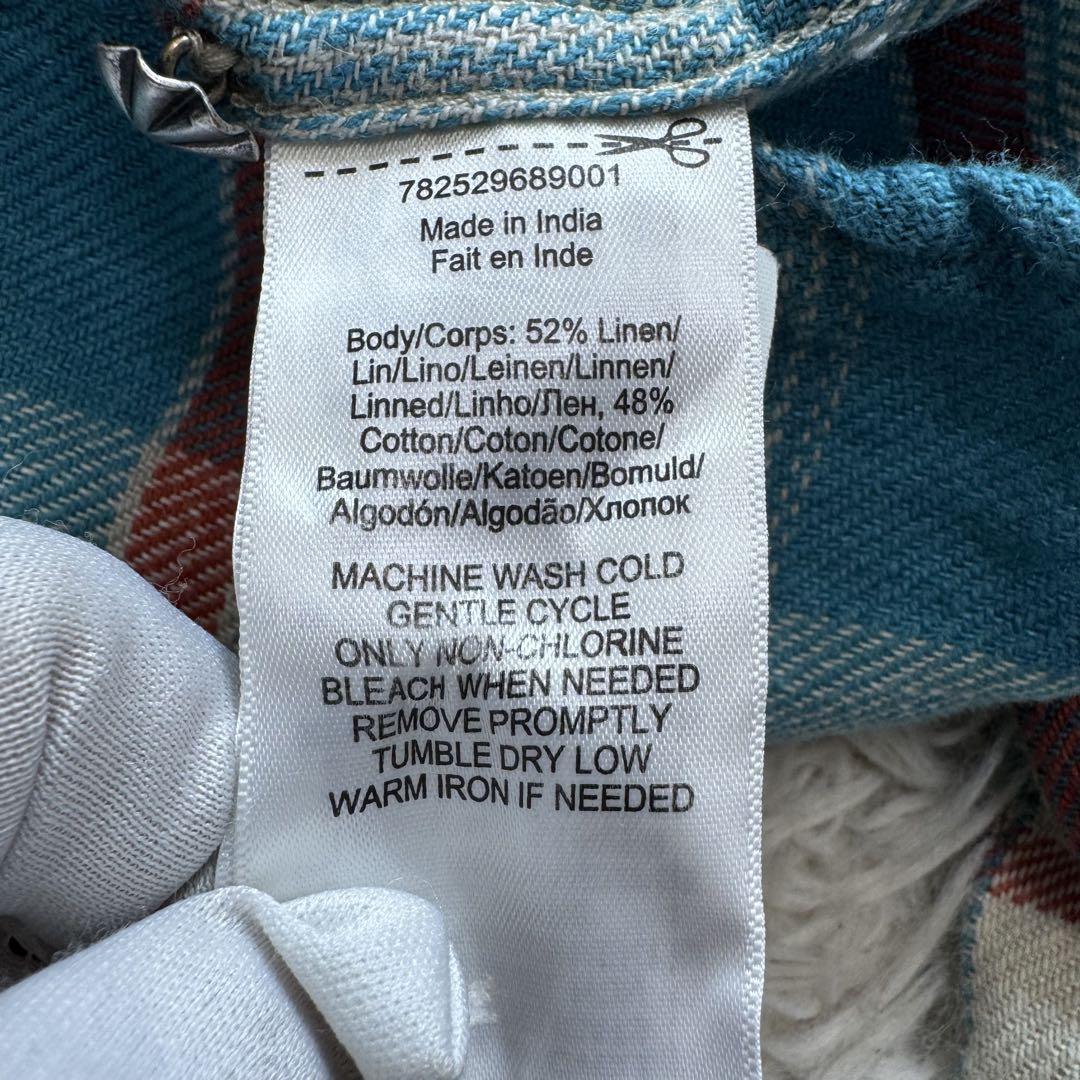 782529689001
Made in India
Fait en Inde
Body/Corps: 52% Linen/
Lin/Lino/Leinen/Linnen/
Linned/Linho/Лен, 48%
Cotton/Coton/Cotone/
Baumwolle/Katoen/Bomuld/
Algodón/Algodão/Хлопок
MACHINE WASH COLD
GENTLE CYCLE
ONLY NON-CHLORINE
BLEACH WHEN NEEDED
REMOVE PROMPTLY
TUMBLE DRY LOW
WARM IRON IF NEEDED